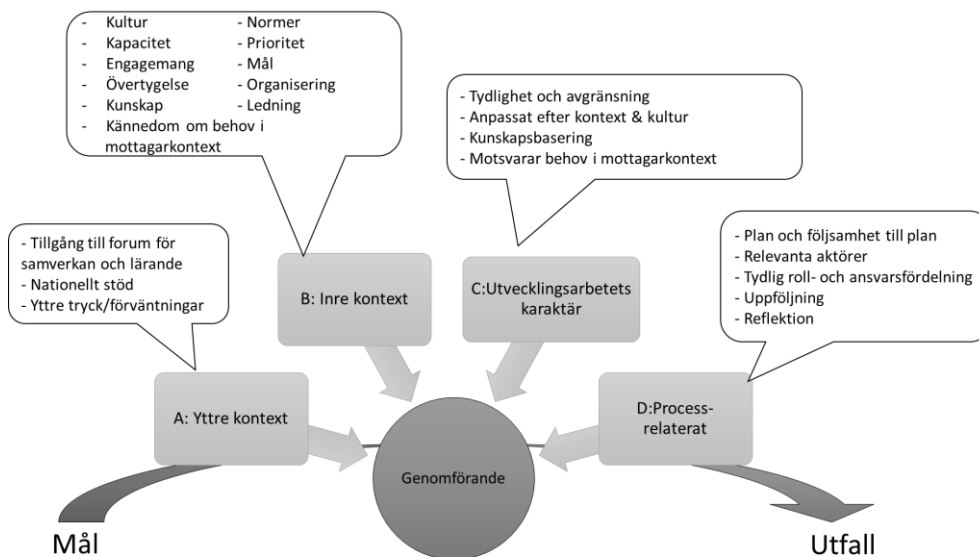 - Kultur - Normer
- Kapacitet - Prioritet
- Engagemang - Mål
- Övertygelse - Organisering
- Kunskap - Ledning
- Kännedom om behov i
mottagarkontext
- Tydlighet och avgränsning
- Anpassat efter kontext & kultur
- Kunskapsbasering
- Motsvarar behov i mottagarkontext
- Tillgång till forum för
samverkan och lärande
- Nationellt stöd
- Yttre tryck/förväntningar
- Plan och följsamhet till plan
- Relevanta aktörer
- Tydlig roll- och ansvarsfördelning
- Uppföljning
- Reflektion
B: Inre kontext
C:Utvecklingsarbetets
karaktär
A: Yttre kontext
D:Process-
relaterat
Genomförande
Mål
Utfall